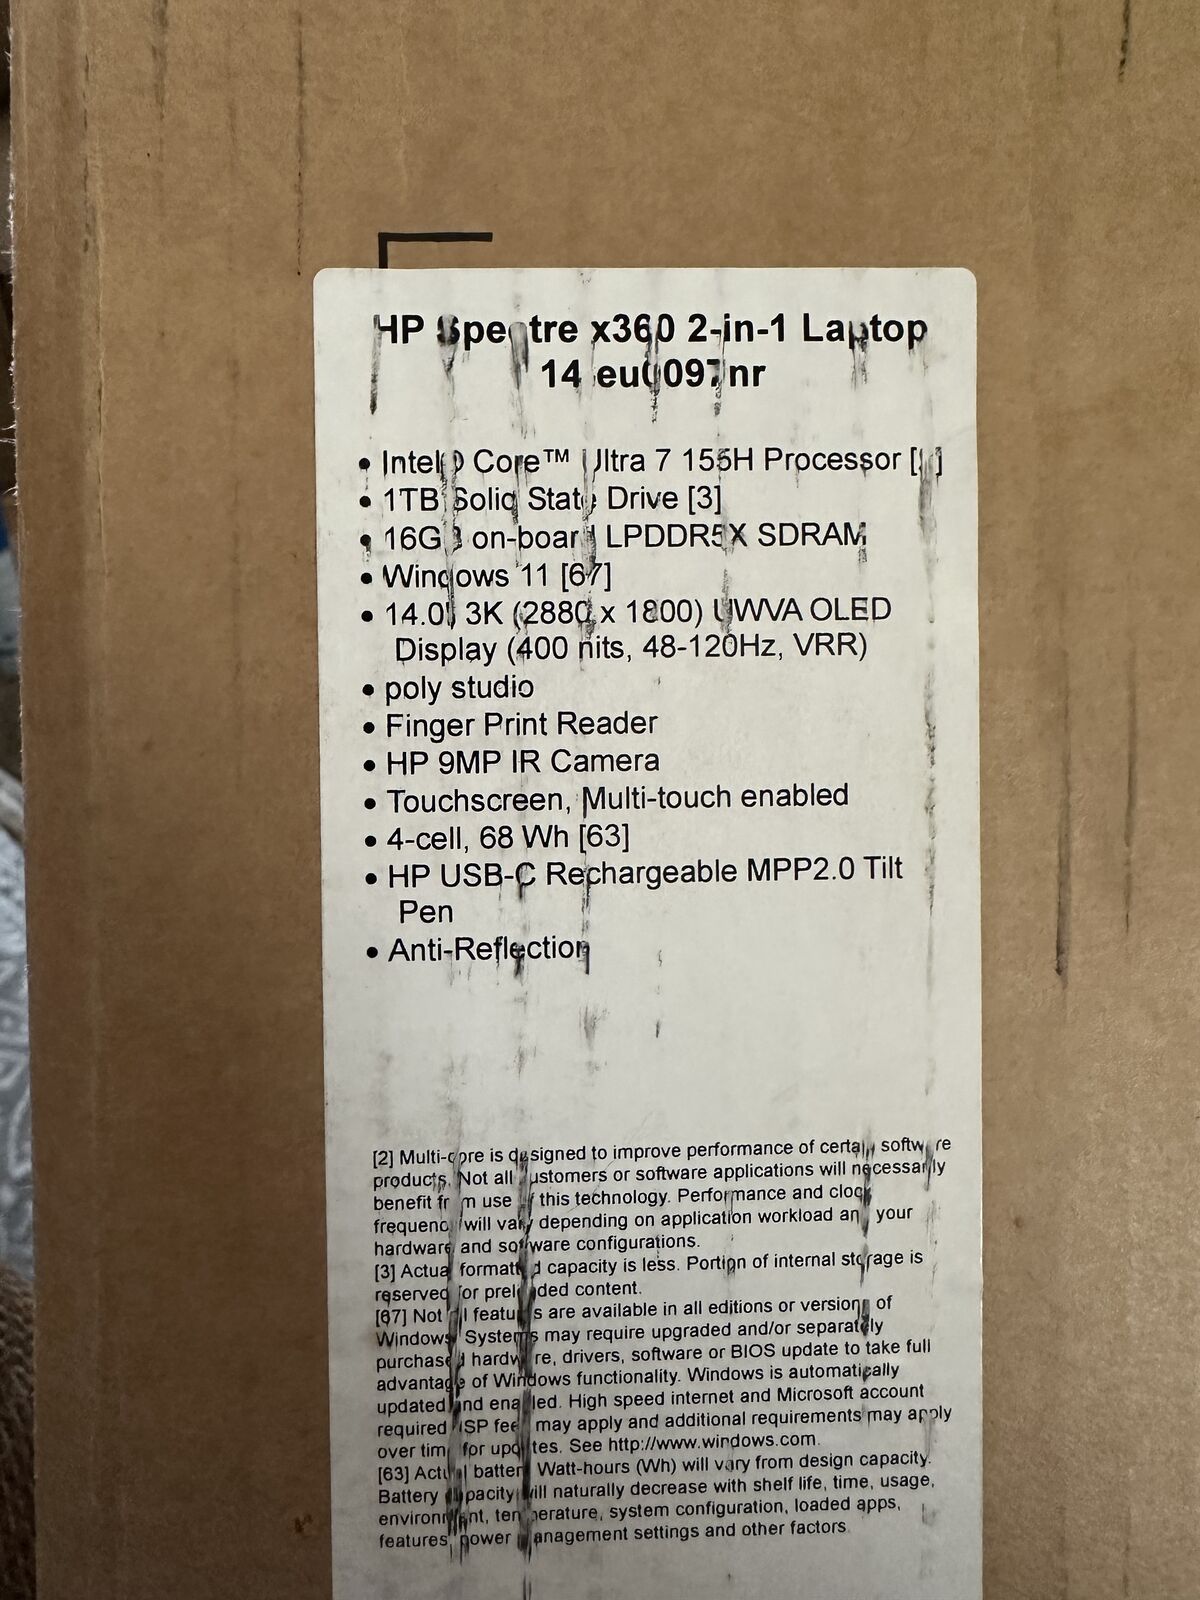 HP Spectre x360 2-in-1 Laptop
14-eu0097nr
• Intel® Core™ Ultra 7 155H Processor [2]
• 1TB Solid State Drive [3]
• 16GB on-board LPDDR5X SDRAM
• Windows 11 [67]
• 14.0" 3K (2880 x 1800) UWVA OLED
Display (400 nits, 48-120Hz, VRR)
• poly studio
• Finger Print Reader
• HP 9MP IR Camera
• Touchscreen, Multi-touch enabled
• 4-cell, 68 Wh [63]
• HP USB-C Rechargeable MPP2.0 Tilt
Pen
• Anti-Reflection
[2] Multi-core is designed to improve performance of certain software
products. Not all customers or software applications will necessarily
benefit from use of this technology. Performance and clock
frequency will vary depending on application workload and your
hardware and software configurations.
[3] Actual formatted capacity is less. Portion of internal storage is
reserved for preloaded content.
[67] Not all features are available in all editions or versions of
Windows. Systems may require upgraded and/or separately
purchased hardware, drivers, software or BIOS update to take full
advantage of Windows functionality. Windows is automatically
updated and enabled. High speed internet and Microsoft account
required. ISP fees may apply and additional requirements may apply
over time for updates. See http://www.windows.com.
[63] Actual battery Watt-hours (Wh) will vary from design capacity.
Battery capacity will naturally decrease with shelf life, time, usage,
environment, temperature, system configuration, loaded apps,
features, power management settings and other factors.